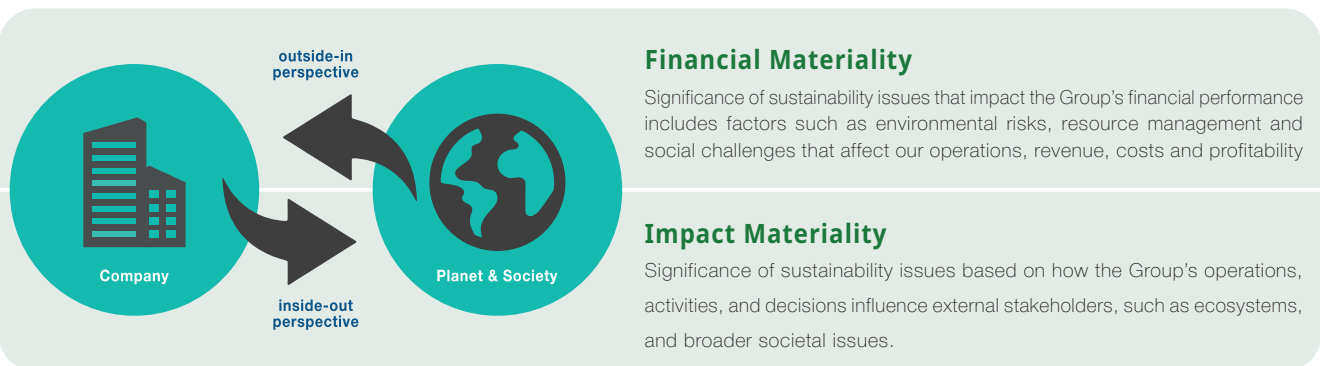 outside-in
perspective
Company
Planet & Society
inside-out
perspective
Financial Materiality
Significance of sustainability issues that impact the Group's financial performance
includes factors such as environmental risks, resource management and
social challenges that affect our operations, revenue, costs and profitability
Impact Materiality
Significance of sustainability issues based on how the Group's operations,
activities, and decisions influence external stakeholders, such as ecosystems,
and broader societal issues.